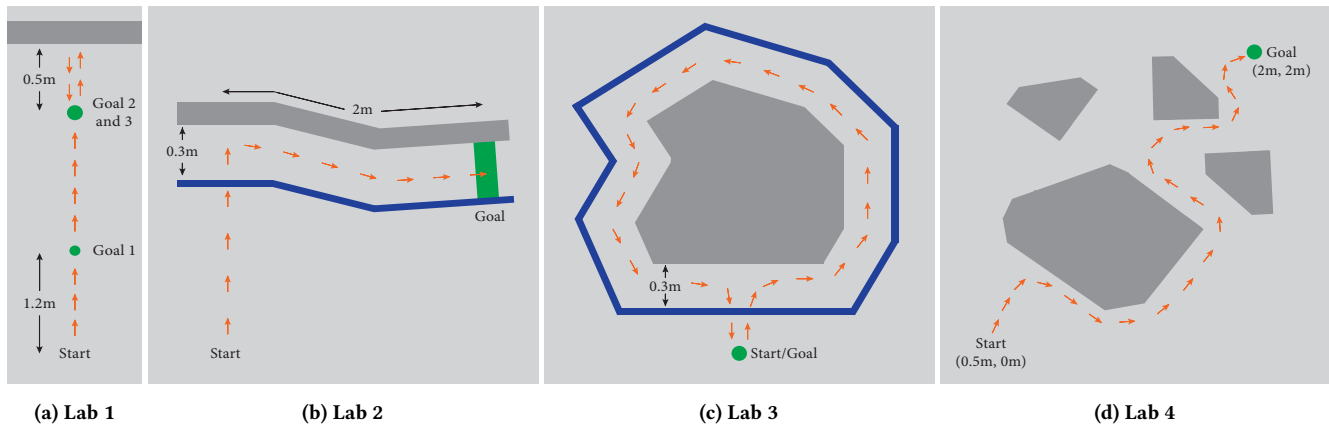 0.5m
Goal 2
and 3
Goal 1
1.2m
Start
(a) Lab 1
2m
0.3m
Goal
Start
(b) Lab 2
0.3m
Start/Goal
(c) Lab 3
Goal
(2m, 2m)
Start
(0.5m, 0m)
(d) Lab 4